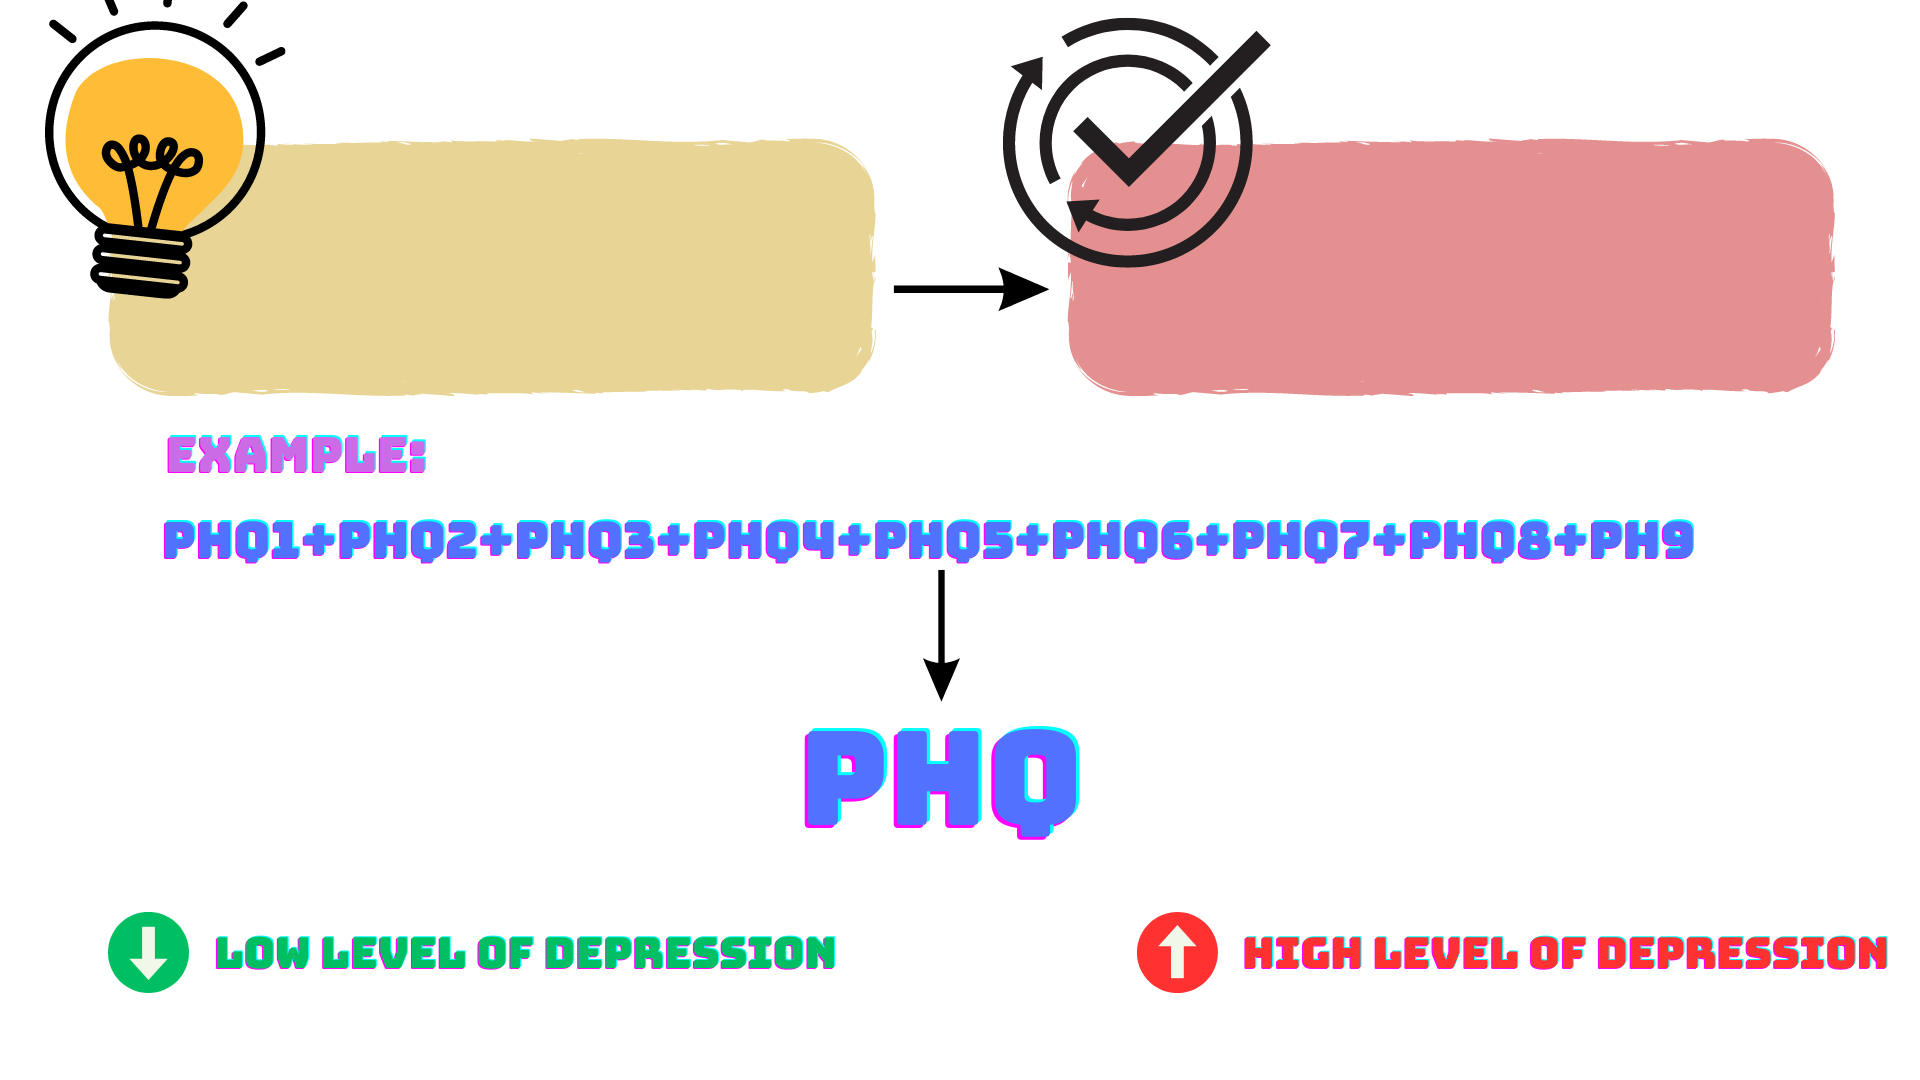 EXAMPLE:
PHQ1+PHQ2+PHQ3+PHQ4+PHQ5+PHQ6+PHQ7+PHQ8+PH9
PHQ
LOW LEVEL OF DEPRESSION
HIGH LEVEL OF DEPRESSION